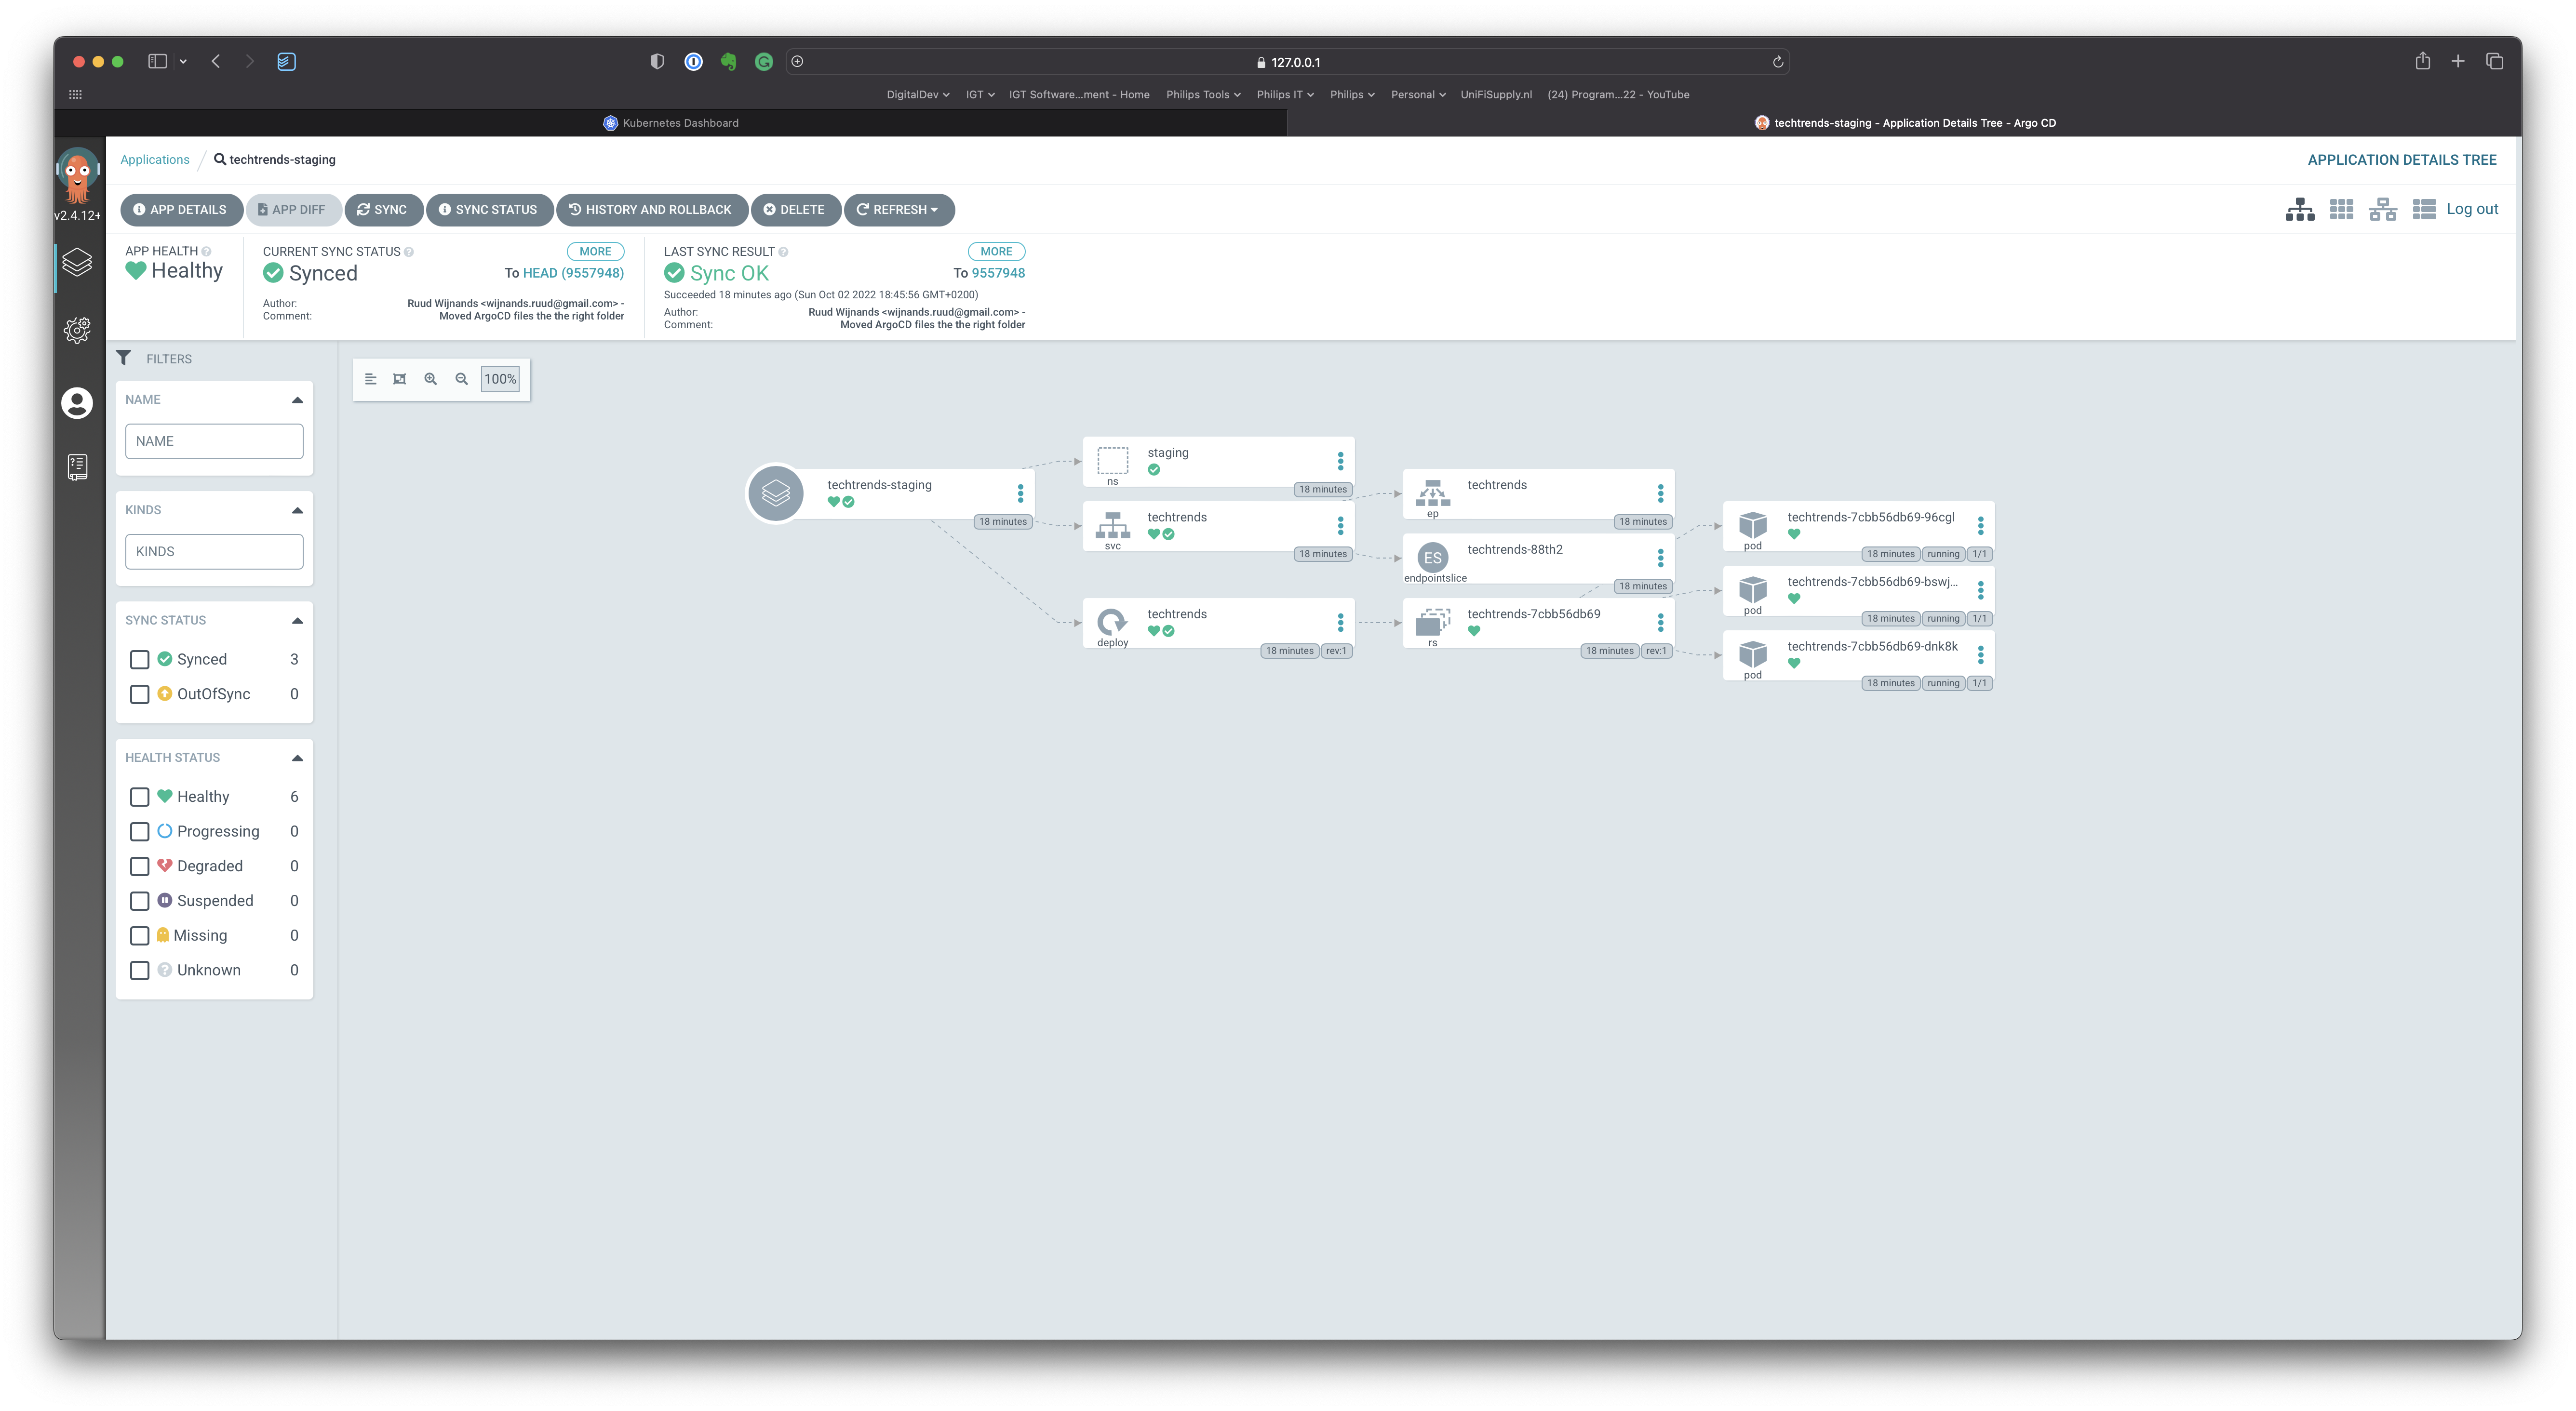 127.0.0.1
DigitalDev
IGT
IGT Software...ment - Home
Philips Tools
Philips IT
Philips
Personal
UniFiSupply.nl
(24) Program...22 - YouTube
Kubernetes Dashboard
techtrends-staging - Application Details Tree - Argo CD
v2.4.12+
Applications / techtrends-staging
APPLICATION DETAILS TREE
APP DETAILS
APP DIFF
SYNC
SYNC STATUS
HISTORY AND ROLLBACK
DELETE
REFRESH
Log out
APP HEALTH
Healthy
CURRENT SYNC STATUS
MORE
Synced
To HEAD (9557948)
Author: Ruud Wijnands <wijnands.ruud@gmail.com> -
Comment: Moved ArgoCD files the the right folder
LAST SYNC RESULT
MORE
Sync OK
To 9557948
Succeeded 18 minutes ago (Sun Oct 02 2022 18:45:56 GMT+0200)
Author: Ruud Wijnands <wijnands.ruud@gmail.com> -
Comment: Moved ArgoCD files the the right folder
FILTERS
NAME
NAME
KINDS
KINDS
SYNC STATUS
Synced 3
OutOfSync 0
HEALTH STATUS
Healthy 6
Progressing 0
Degraded 0
Suspended 0
Missing 0
Unknown 0
100%
techtrends-staging
18 minutes
staging
ns
18 minutes
techtrends
svc
18 minutes
techtrends
deploy
18 minutes rev:1
techtrends
ep
18 minutes
ES
techtrends-88th2
endpointslice
18 minutes
techtrends-7cbb56db69
rs
18 minutes rev:1
techtrends-7cbb56db69-96cgl
pod
18 minutes running 1/1
techtrends-7cbb56db69-bswj...
pod
18 minutes running 1/1
techtrends-7cbb56db69-dnk8k
pod
18 minutes running 1/1